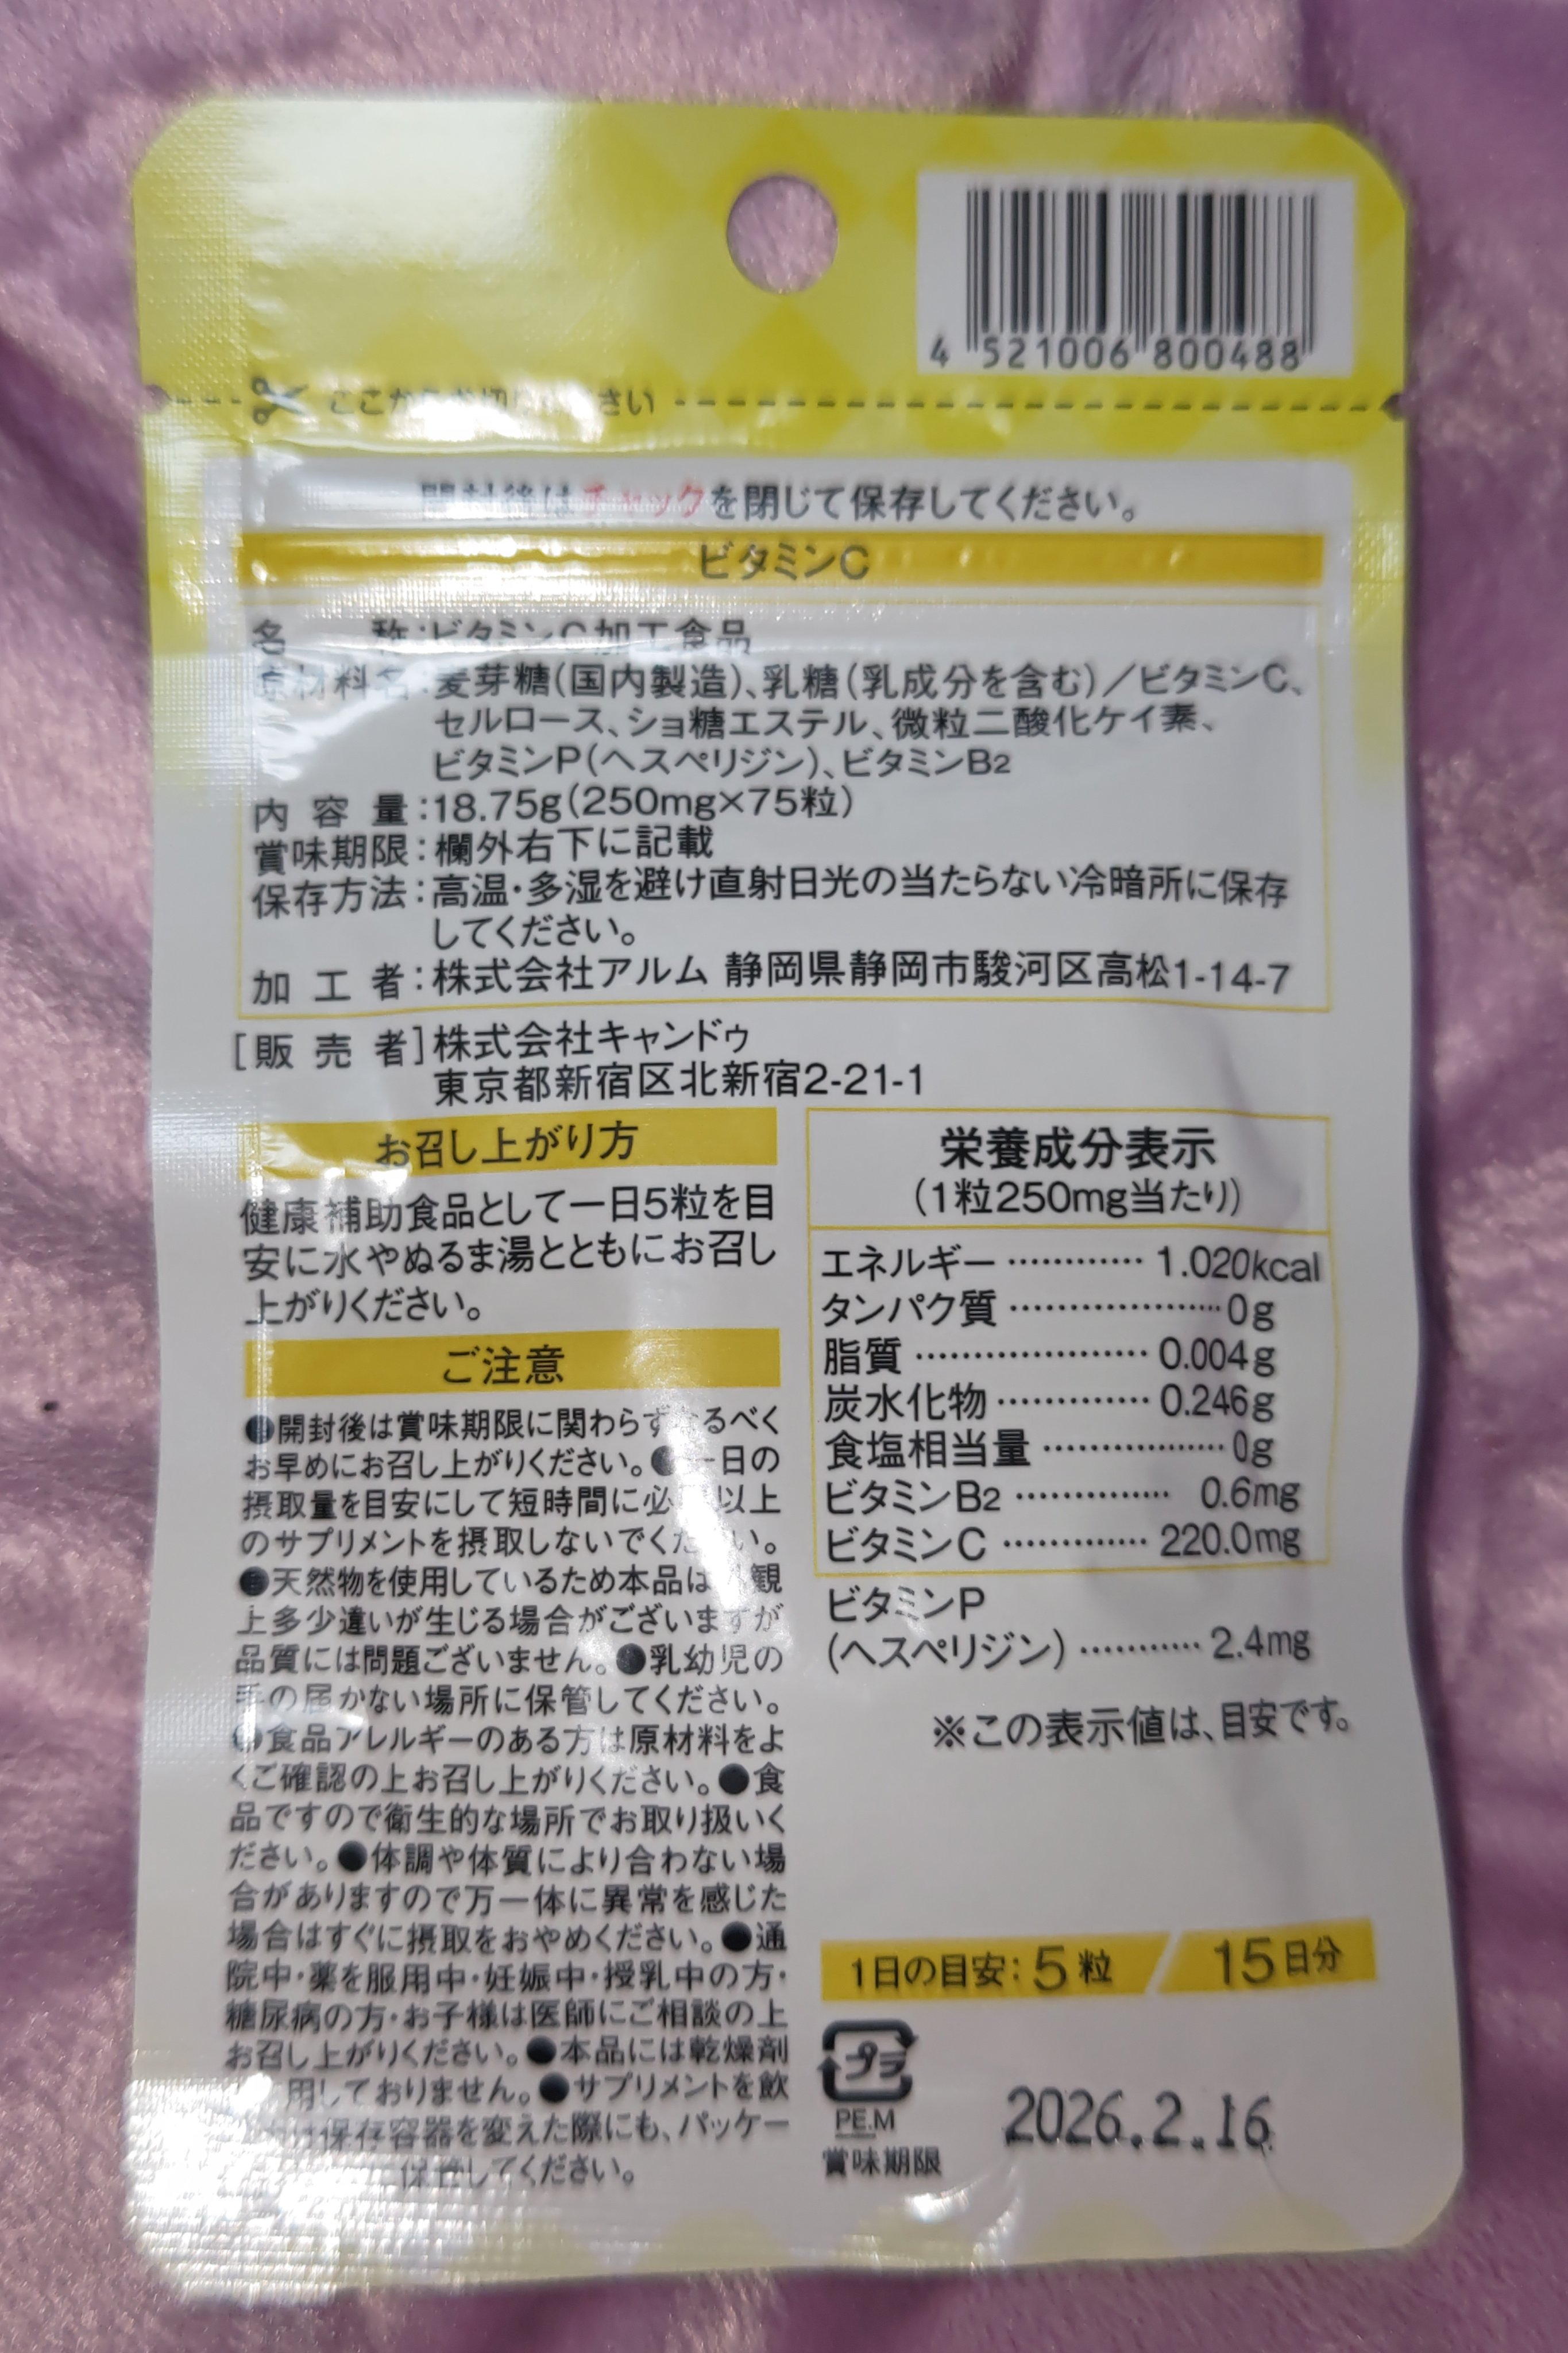 4 521006 800488
ここからお切りください
開封後はチャックを閉じて保存してください。
ビタミンC
名　称:ビタミンC加工食品
原材料名:麦芽糖(国内製造)、乳糖(乳成分を含む)/ビタミンC、
セルロース、ショ糖エステル、微粒二酸化ケイ素、
ビタミンP(ヘスペリジン)、ビタミンB2
内容量:18.75g(250mg×75粒)
賞味期限:欄外右下に記載
保存方法:高温・多湿を避け直射日光の当たらない冷暗所に保存
してください。
加工者:株式会社アルム 静岡県静岡市駿河区高松1-14-7
[販売者]株式会社キャンドゥ
東京都新宿区北新宿2-21-1
お召し上がり方
健康補助食品として一日5粒を目
安に水やぬるま湯とともにお召し
上がりください。
ご注意
●開封後は賞味期限に関わらずなるべく
お早めにお召し上がりください。●一日の
摂取量を目安にして短時間に必要以上
のサプリメントを摂取しないでください。
●天然物を使用しているため本品は外観
上多少違いが生じる場合がございますが
品質には問題ございません。●乳幼児の
手の届かない場所に保管してください。
●食品アレルギーのある方は原材料をよ
くご確認の上お召し上がりください。●食
品ですので衛生的な場所でお取り扱いく
ださい。●体調や体質により合わない場
合がありますので万一体に異常を感じた
場合はすぐに摂取をおやめください。●通
院中・薬を服用中・妊娠中・授乳中の方・
糖尿病の方・お子様は医師にご相談の上
お召し上がりください。●本品には乾燥剤
用しておりません。●サプリメントを飲
保存容器を変えた際にも、パッケー
保管してください。
栄養成分表示
(1粒250mg当たり)
エネルギー………… 1.020kcal
タンパク質………………0g
脂質………………… 0.004g
炭水化物………… 0.246g
食塩相当量……………0g
ビタミンB2………… 0.6mg
ビタミンC………… 220.0mg
ビタミンP
(ヘスペリジン)………2.4mg
※この表示値は、目安です。
1日の目安:5粒 / 15日分
プラ
PE.M
賞味期限 2026.2.16